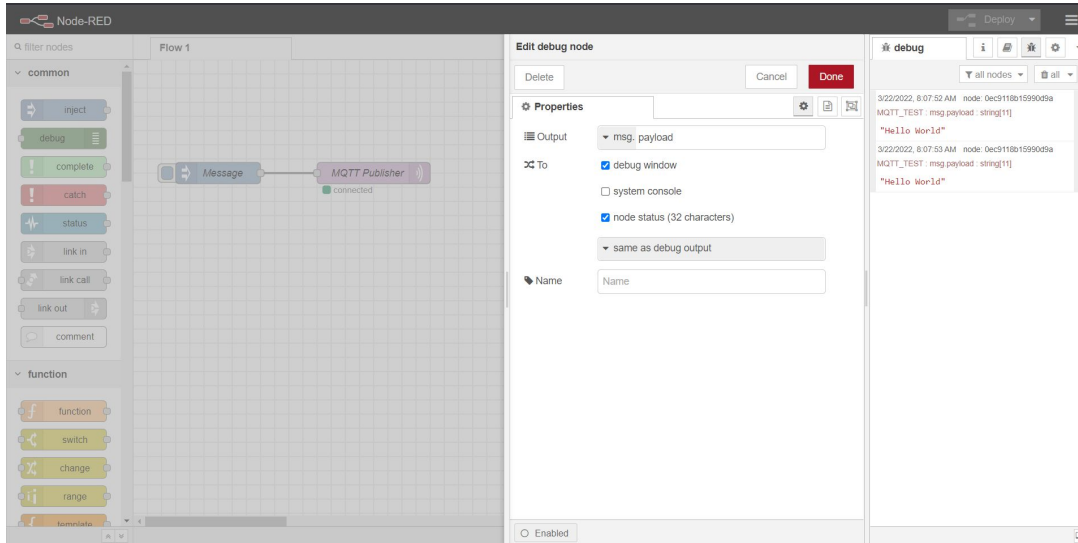 Node-RED
Deploy
filter nodes
Flow 1
common
inject
debug
complete
catch
status
link in
link call
link out
comment
function
function
switch
change
range
template
Message
MQTT Publisher
connected
Edit debug node
Delete
Cancel
Done
Properties
Output
msg. payload
To
debug window
system console
node status (32 characters)
same as debug output
Name
Name
Enabled
debug
all nodes
all
3/22/2022, 8:07:52 AM node: 0ec9118b15990d9a
MQTT_TEST : msg.payload : string[11]
"Hello World"
3/22/2022, 8:07:53 AM node: 0ec9118b15990d9a
MQTT_TEST : msg.payload : string[11]
"Hello World"